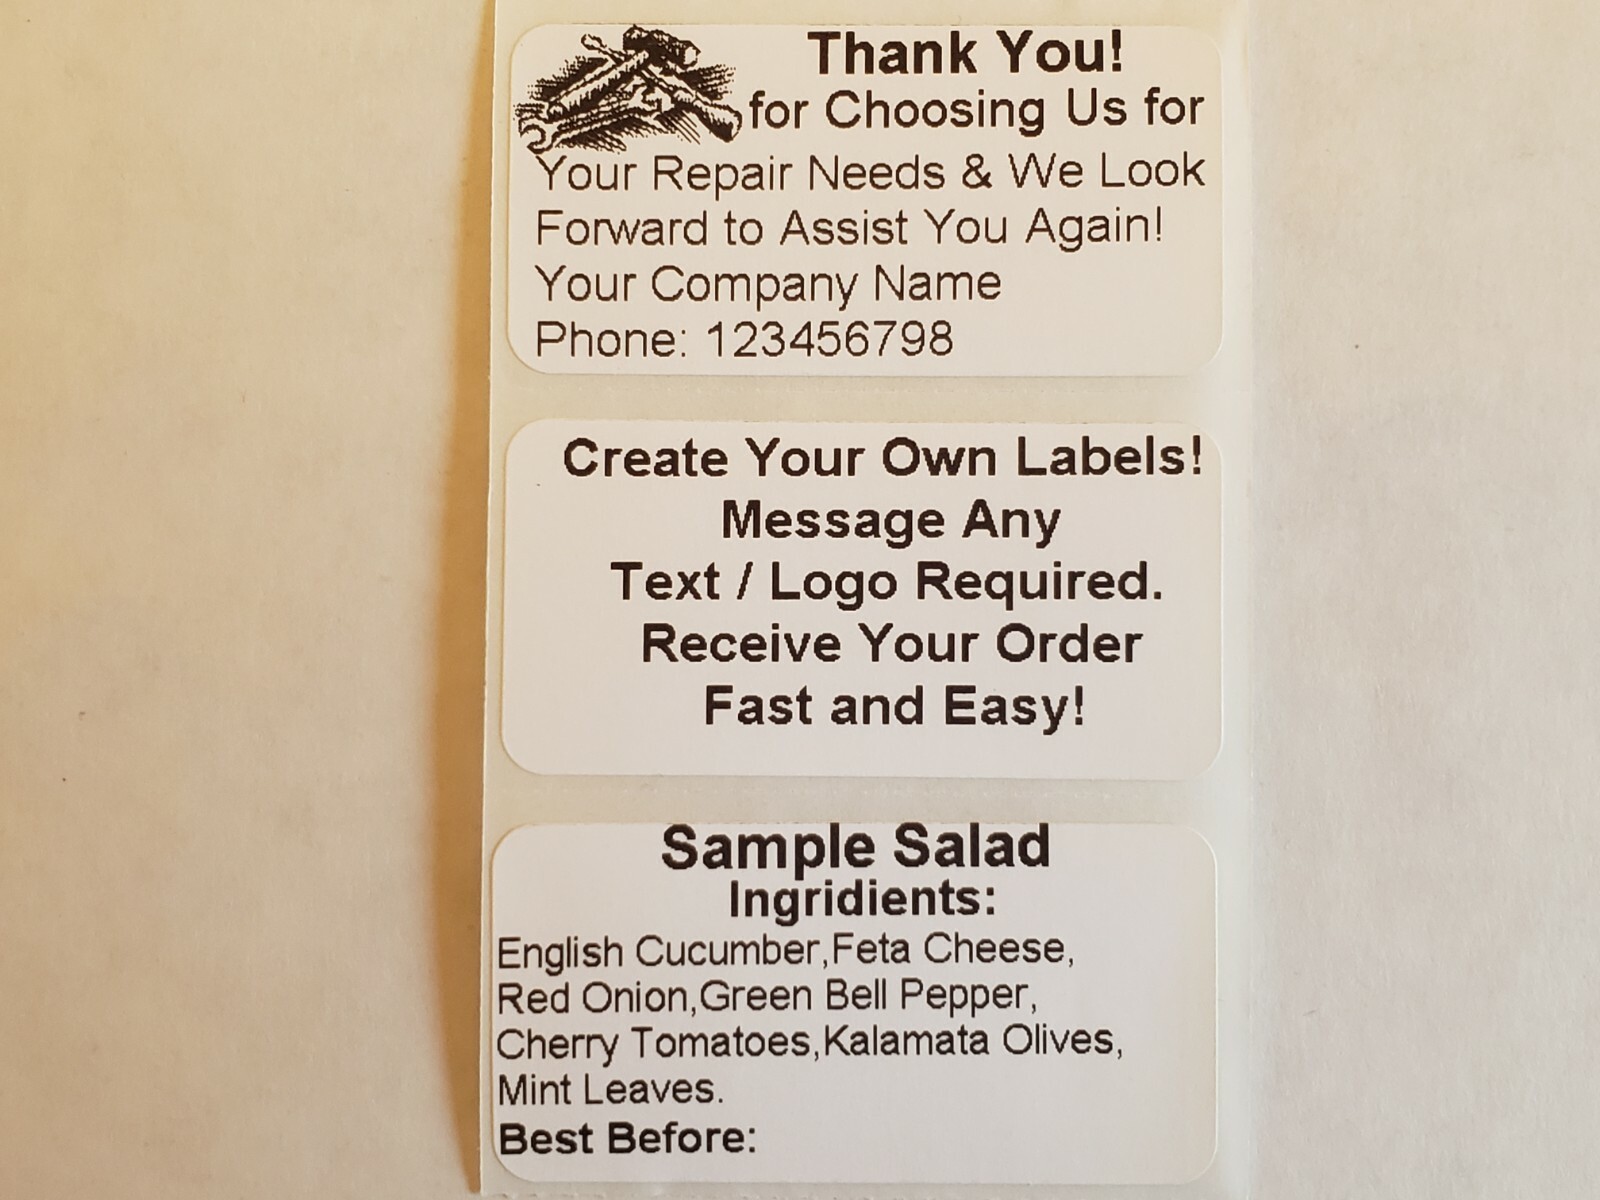 Thank You!
for Choosing Us for
Your Repair Needs & We Look
Forward to Assist You Again!
Your Company Name
Phone: 123456798
Create Your Own Labels!
Message Any
Text / Logo Required.
Receive Your Order
Fast and Easy!
Sample Salad
Ingridients:
English Cucumber,Feta Cheese,
Red Onion,Green Bell Pepper,
Cherry Tomatoes,Kalamata Olives,
Mint Leaves.
Best Before: